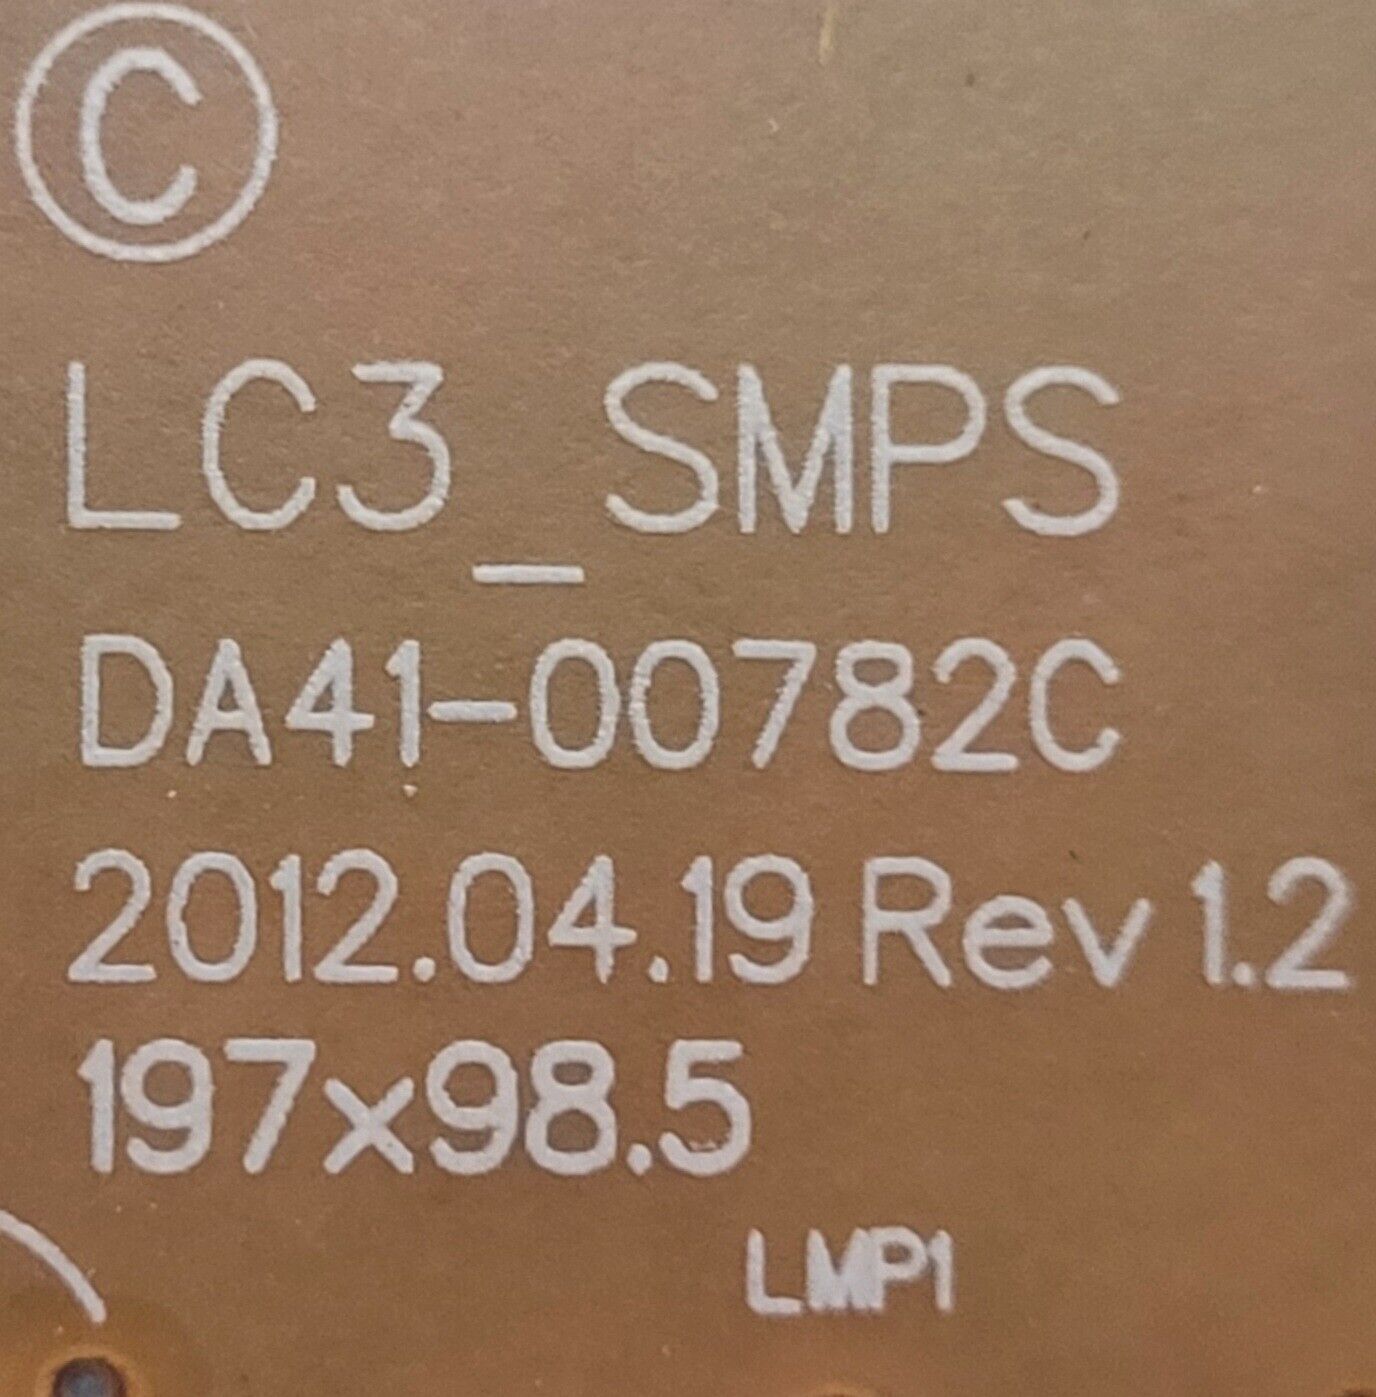 ©
LC3_SMPS
DA41-00782C
2012.04.19 Rev 1.2
197x98.5
LMP1